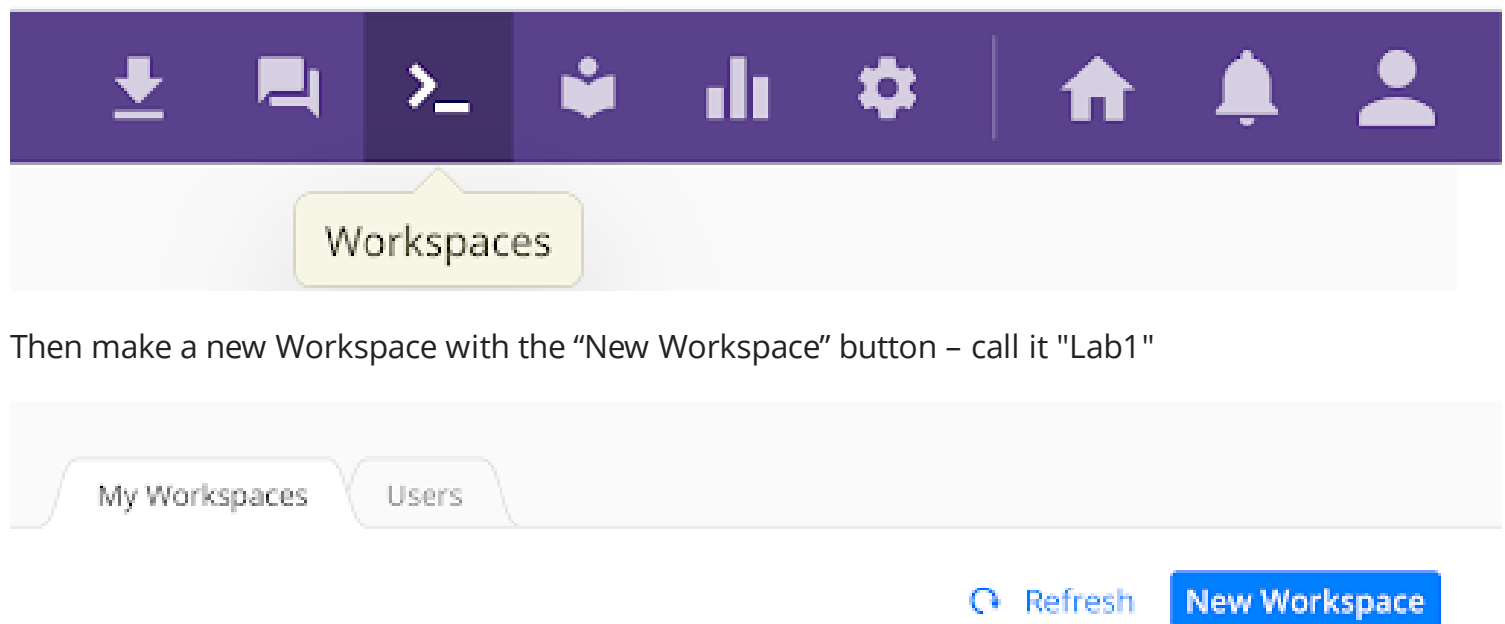 Workspaces
Then make a new Workspace with the “New Workspace” button – call it "Lab1"
My Workspaces
Users
Refresh
New Workspace